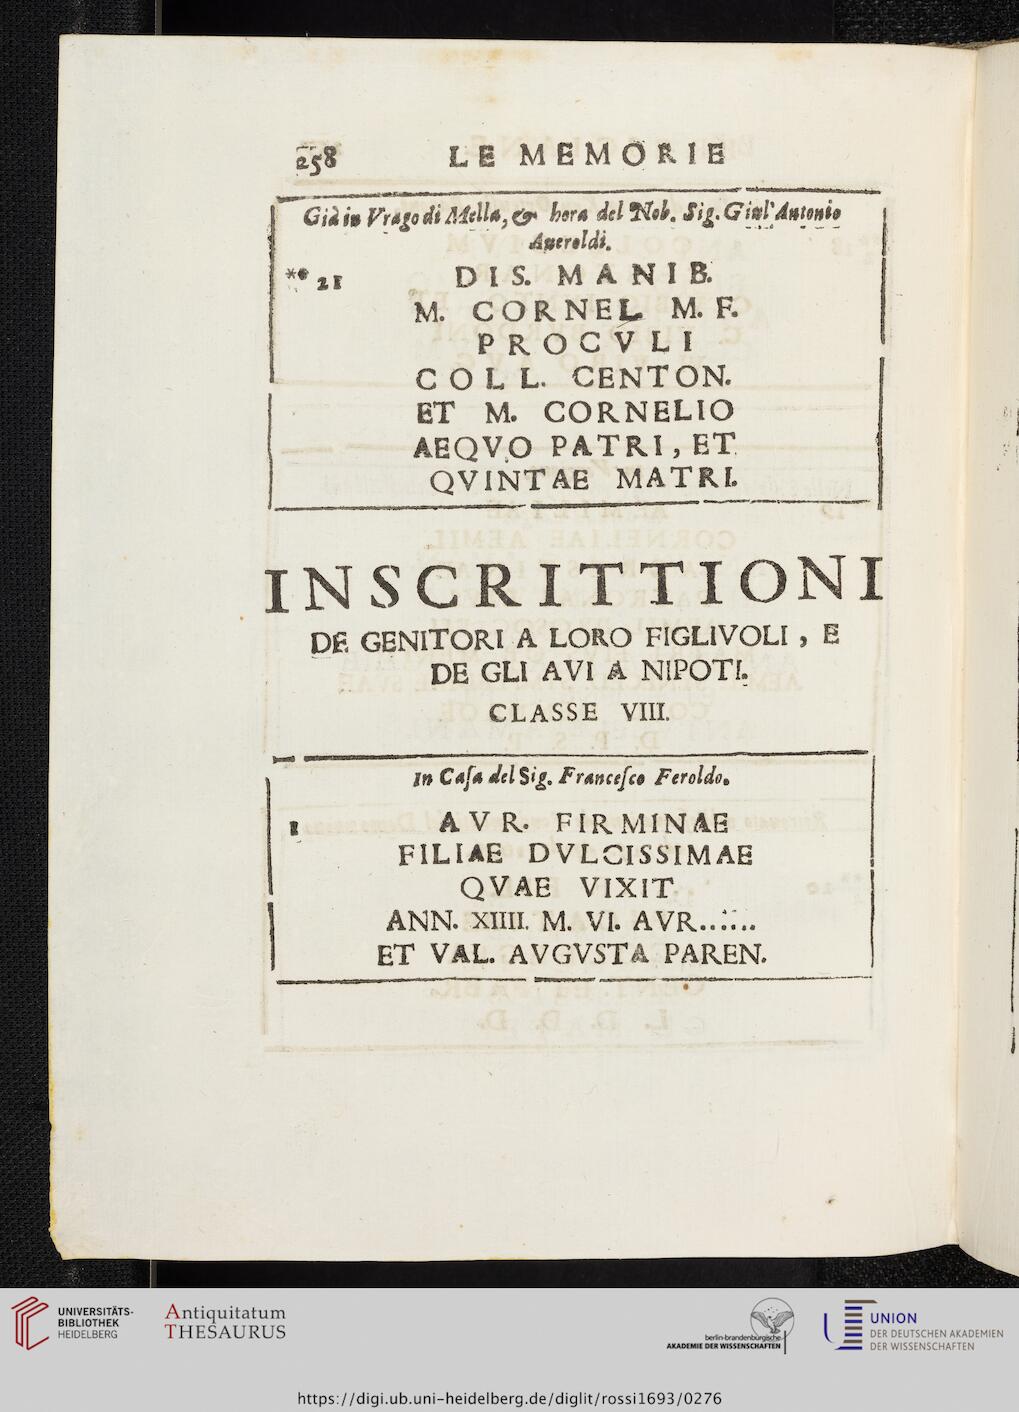 258 LE MEMORIE
Già in Vrago di Mella, & hora del Nob. Sig. Giul' Antonio
Aueroldi.
** 21 DIS. MANIB.
M. CORNEL M. F.
PROCVLI
COLL. CENTON.
ET M. CORNELIO
AEQVO PATRI, ET
QVINTAE MATRI.
INSCRITTIONI
DE GENITORI A LORO FIGLIVOLI, E
DE GLI AVI A NIPOTI.
CLASSE VIII.
In Casa del Sig. Francesco Feroldo.
1 AVR. FIRMINAE
FILIAE DVLCISSIMAE
QVAE VIXIT
ANN. XIIII. M. VI. AVR.......
ET VAL. AVGVSTA PAREN.
UNIVERSITÄTS-
BIBLIOTHEK
HEIDELBERG
Antiquitatum
THESAURUS
berlin-brandenburgische
AKADEMIE DER WISSENSCHAFTEN
UNION
DER DEUTSCHEN AKADEMIEN
DER WISSENSCHAFTEN
https://digi.ub.uni-heidelberg.de/diglit/rossi1693/0276